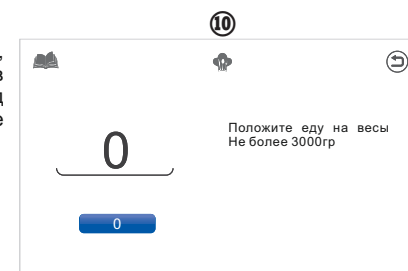 ⑩
,
в
д
е
0
Положите еду на весы
Не более 3000гр
0